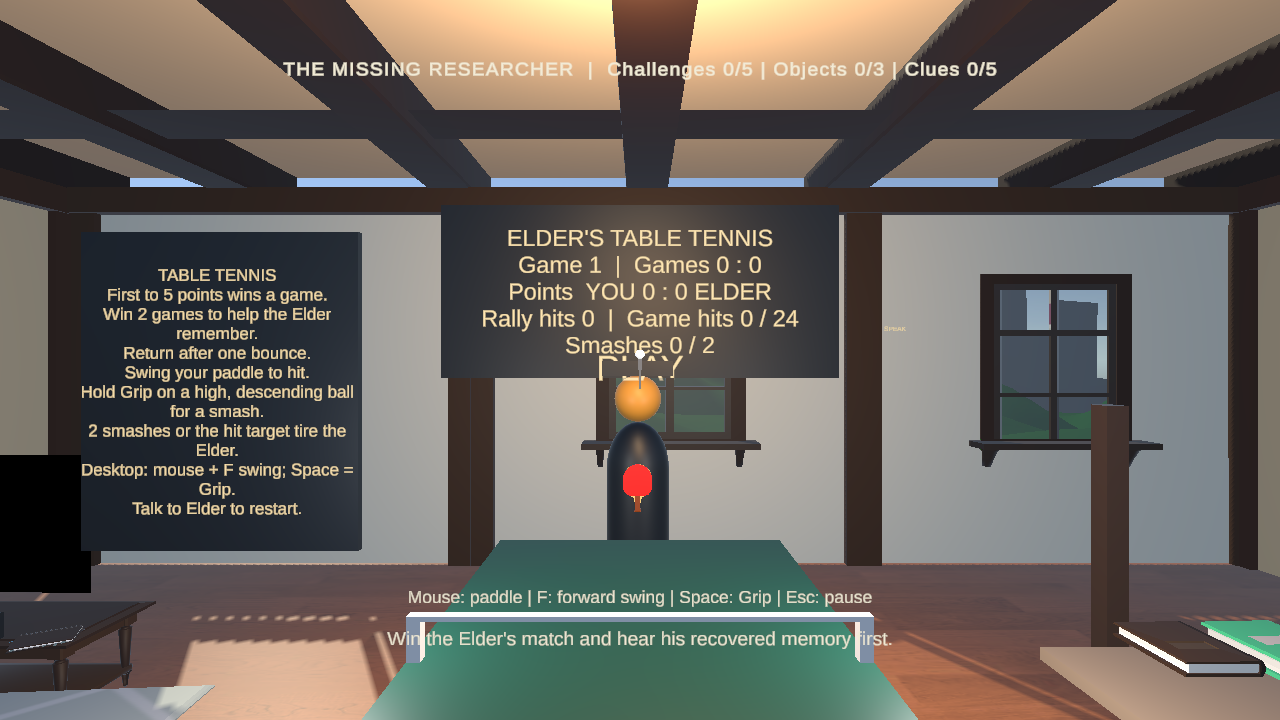 THE MISSING RESEARCHER | Challenges 0/5 | Objects 0/3 | Clues 0/5
ELDER'S TABLE TENNIS
Game 1 | Games 0 : 0
Points YOU 0 : 0 ELDER
Rally hits 0 | Game hits 0 / 24
Smashes 0 / 2
PLAY
TABLE TENNIS
First to 5 points wins a game.
Win 2 games to help the Elder
remember.
Return after one bounce.
Swing your paddle to hit.
Hold Grip on a high, descending ball
for a smash.
2 smashes or the hit target tire the
Elder.
Desktop: mouse + F swing; Space =
Grip.
Talk to Elder to restart.
Mouse: paddle | F: forward swing | Space: Grip | Esc: pause
Win the Elder's match and hear his recovered memory first.